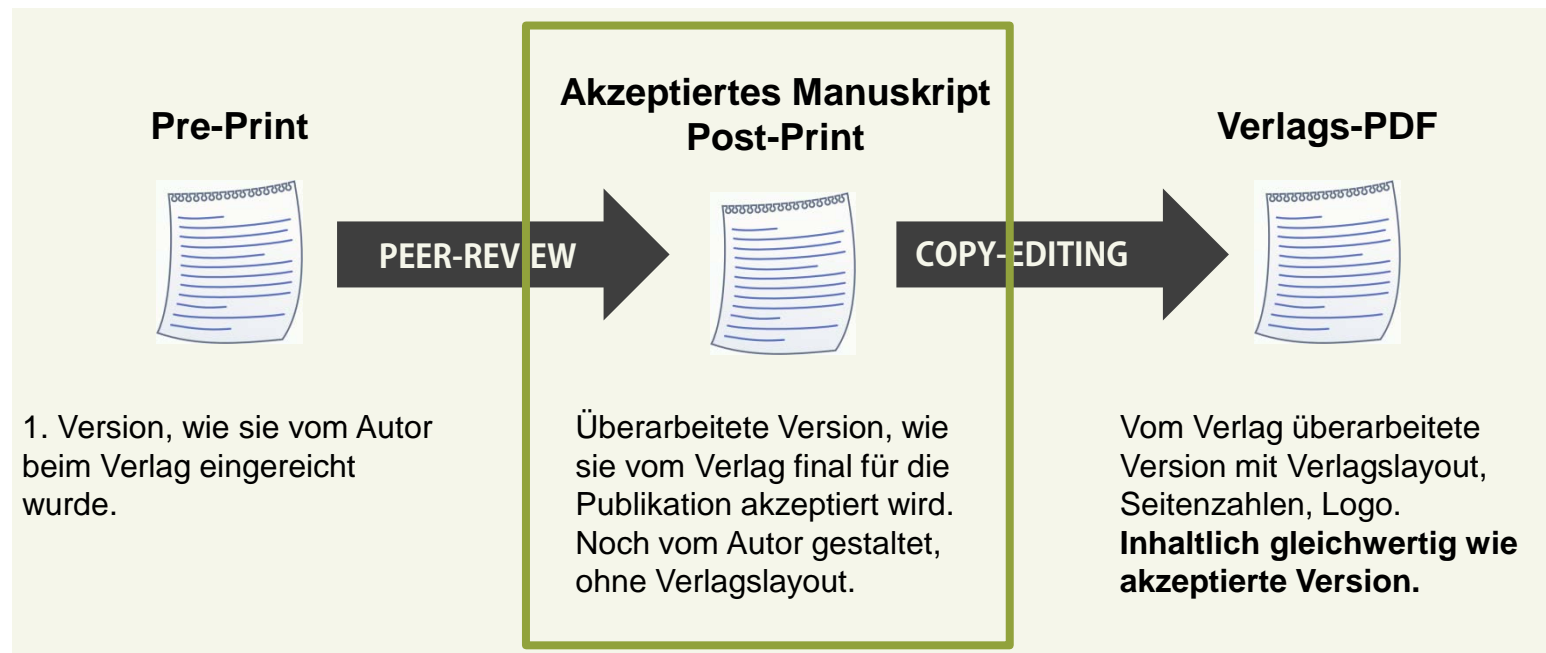 Pre-Print
PEER-REVIEW
1. Version, wie sie vom Autor
beim Verlag eingereicht
wurde.
Akzeptiertes Manuskript
Post-Print
COPY-EDITING
Überarbeitete Version, wie
sie vom Verlag final für die
Publikation akzeptiert wird.
Noch vom Autor gestaltet,
ohne Verlagslayout.
Verlags-PDF
Vom Verlag überarbeitete
Version mit Verlagslayout,
Seitenzahlen, Logo.
Inhaltlich gleichwertig wie
akzeptierte Version.